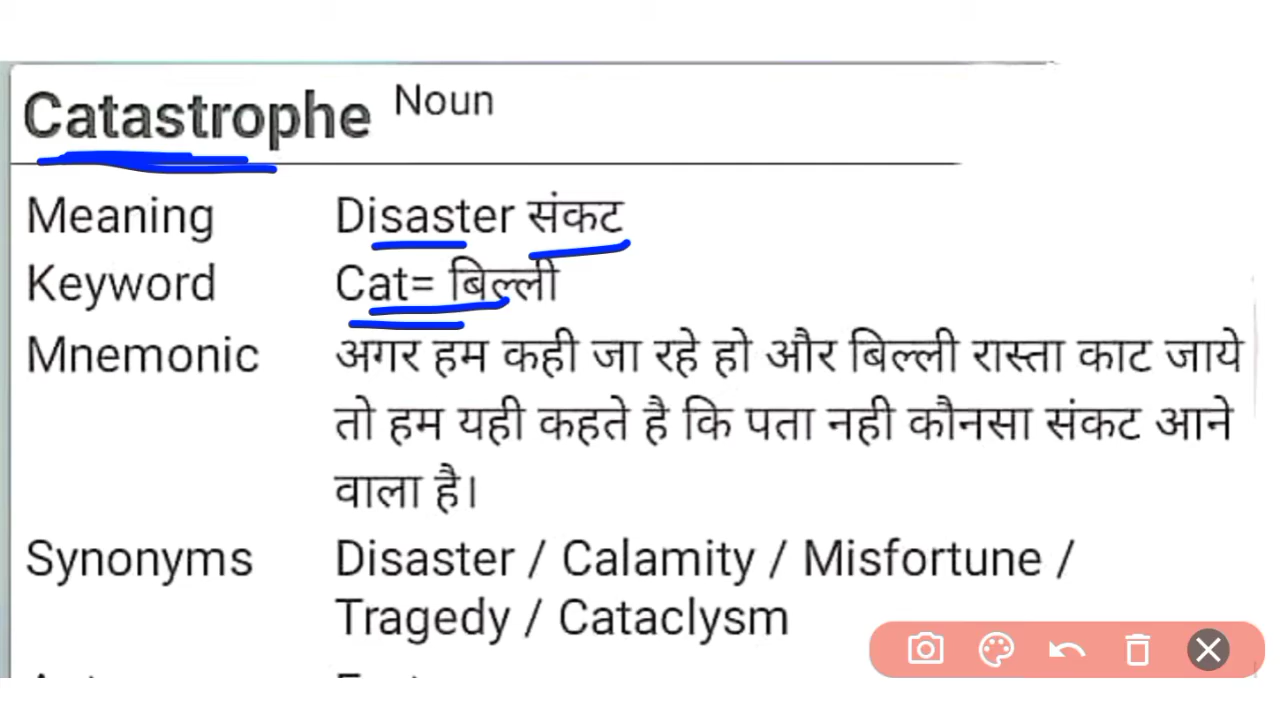 Catastrophe Noun
Meaning Disaster संकट
Keyword Cat= बिल्ली
Mnemonic अगर हम कही जा रहे हो और बिल्ली रास्ता काट जाये
तो हम यही कहते है कि पता नही कौनसा संकट आने
वाला है।
Synonyms Disaster / Calamity / Misfortune /
Tragedy / Cataclysm